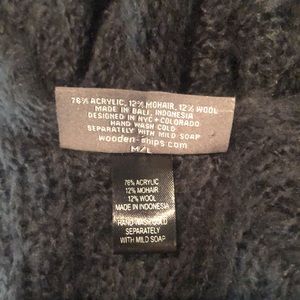 76% ACRYLIC, 12% MOHAIR, 12% WOOL
MADE IN BALI, INDONESIA
DESIGNED IN NYC + COLORADO
HAND WASH COLD
SEPARATELY WITH MILD SOAP
wooden-ships.com
M/L
76% ACRYLIC
12% MOHAIR
12% WOOL
MADE IN INDONESIA
HAND WASH COLD
SEPARATELY
WITH MILD SOAP